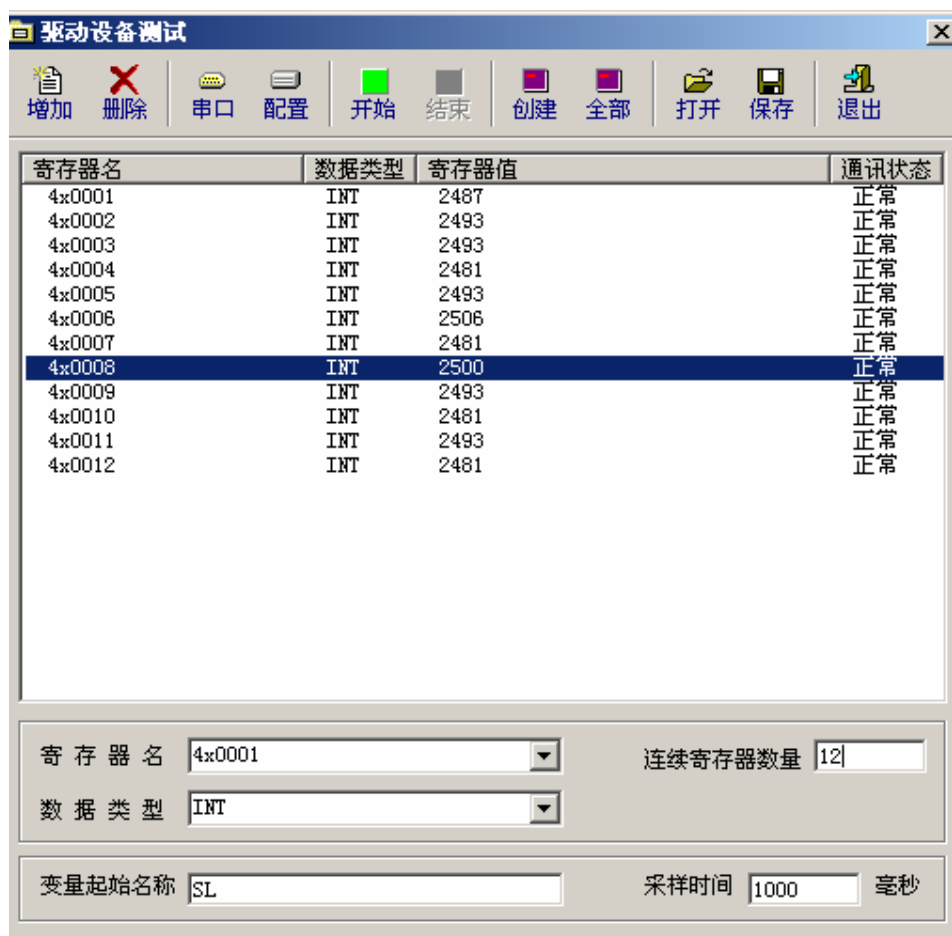 驱动设备测试
增加 删除 串口 配置 开始 结束 创建 全部 打开 保存 退出
寄存器名 数据类型 寄存器值 通讯状态
4x0001 INT 2487 正常
4x0002 INT 2493 正常
4x0003 INT 2493 正常
4x0004 INT 2481 正常
4x0005 INT 2493 正常
4x0006 INT 2506 正常
4x0007 INT 2481 正常
4x0008 INT 2500 正常
4x0009 INT 2493 正常
4x0010 INT 2481 正常
4x0011 INT 2493 正常
4x0012 INT 2481 正常
寄存器名 4x0001 连续寄存器数量 12
数据类型 INT
变量起始名称 SL 采样时间 1000 毫秒